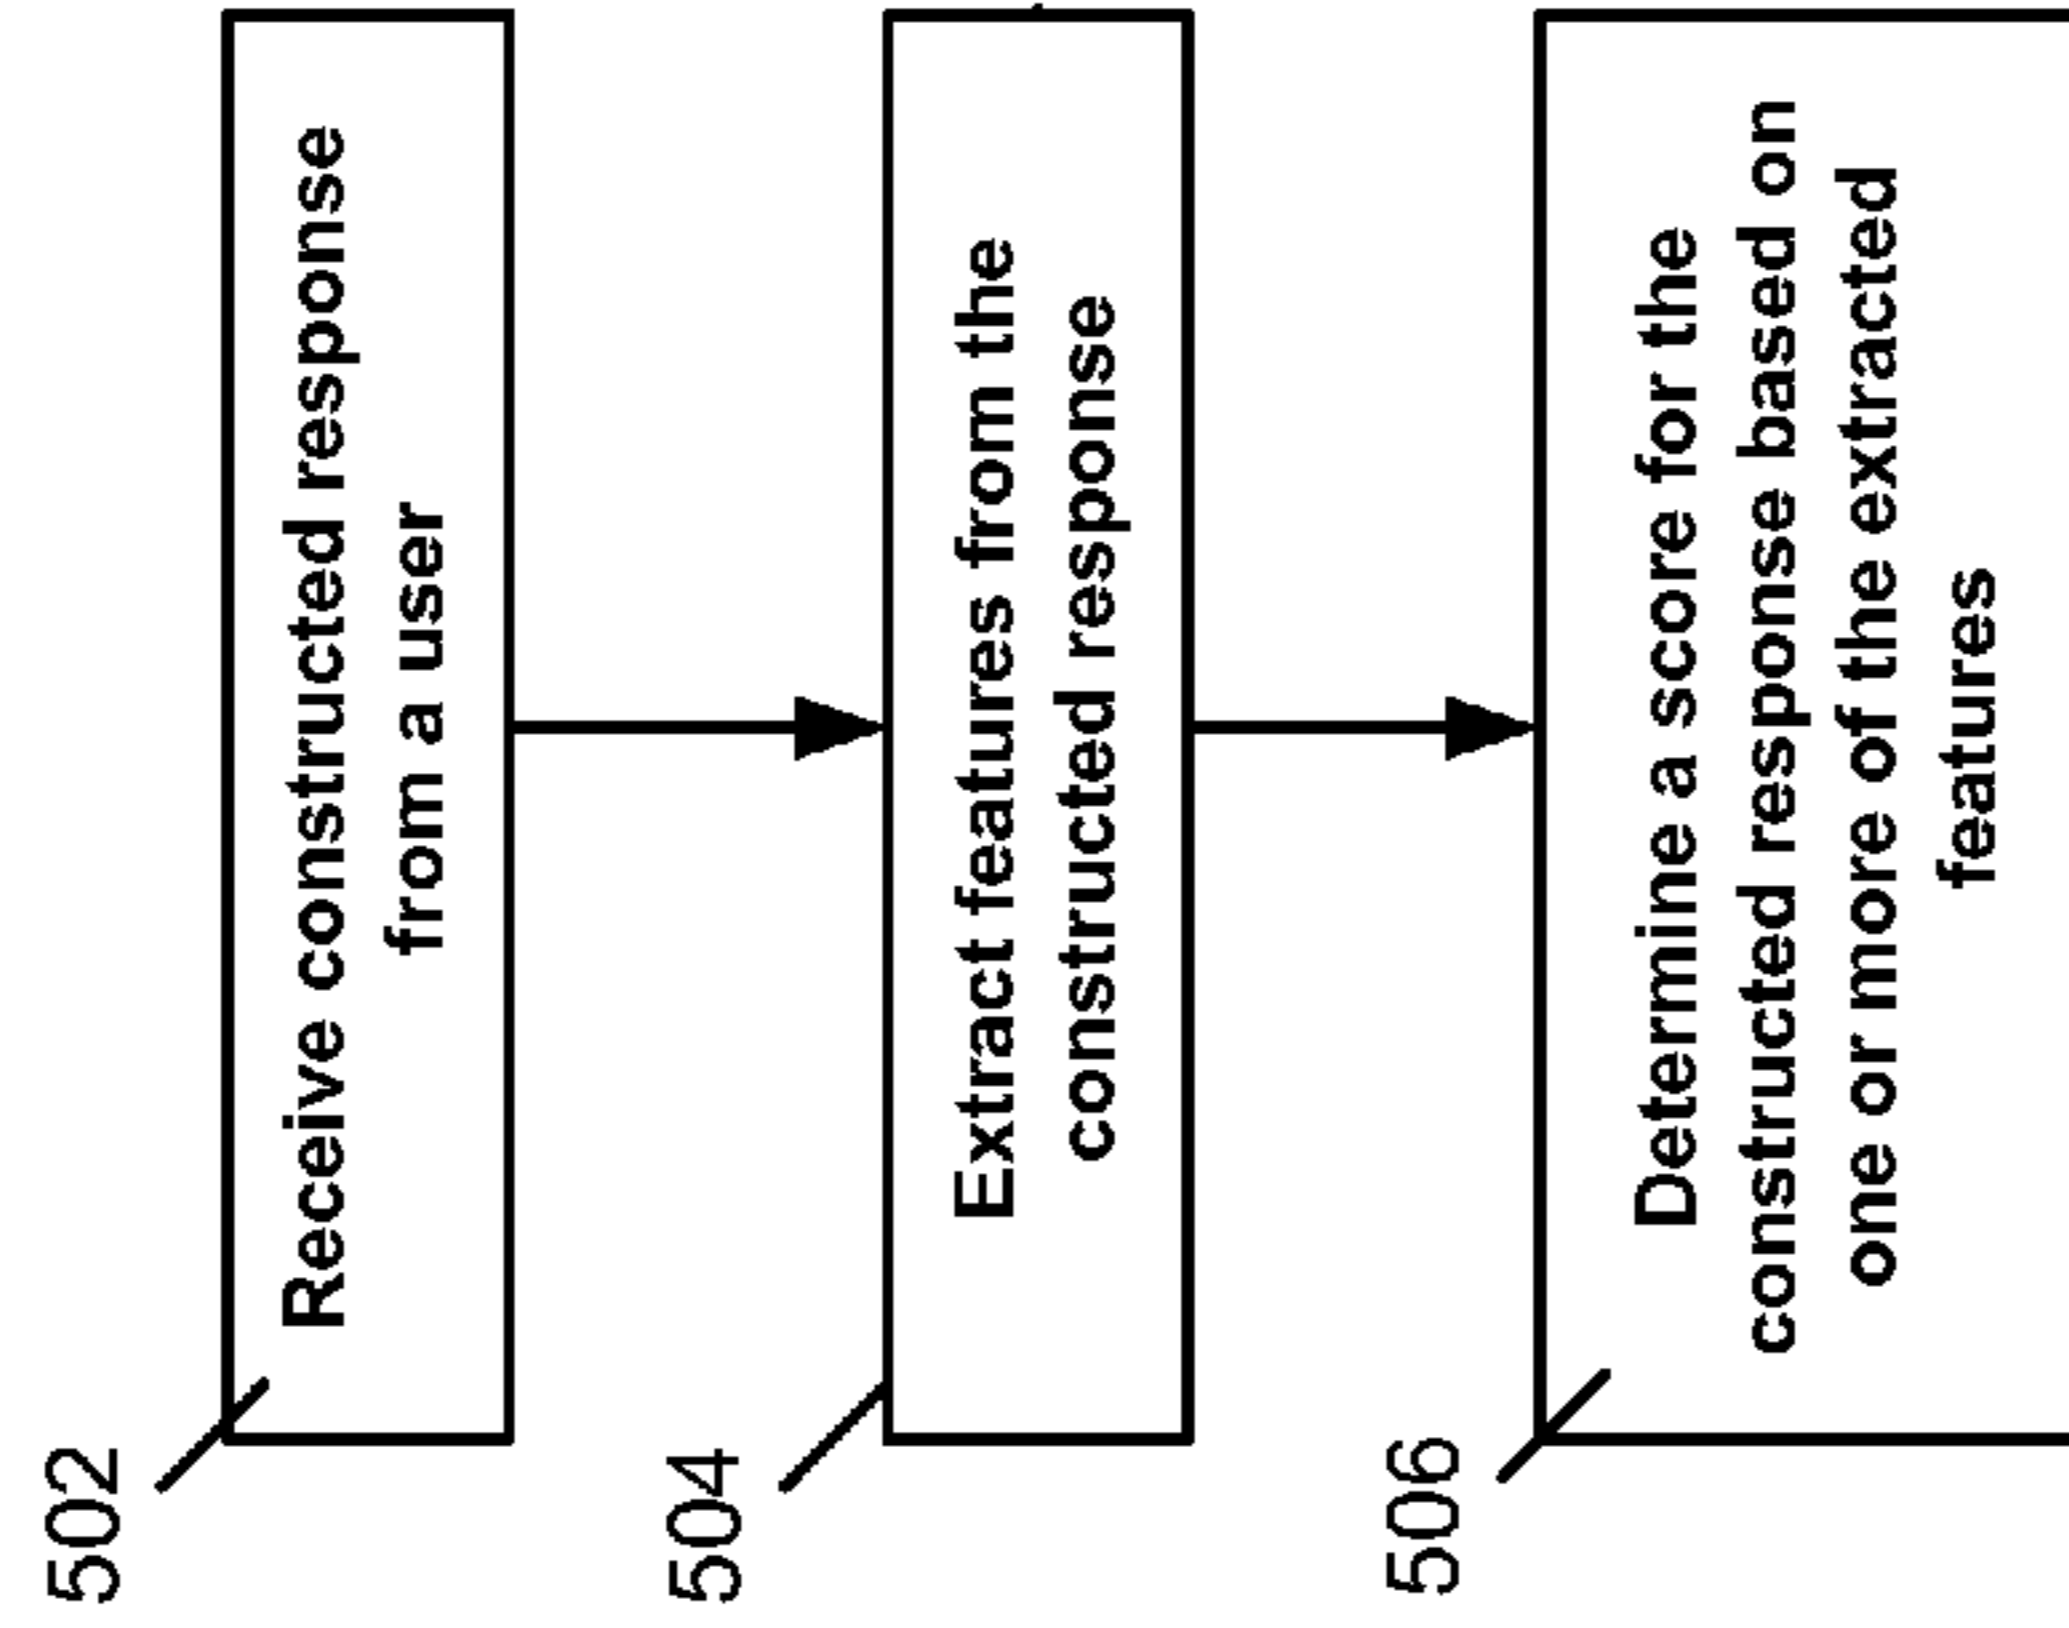 502
Receive constructed response
from a user
504
Extract features from the
constructed response
506
Determine a score for the
constructed response based on
one or more of the extracted
features